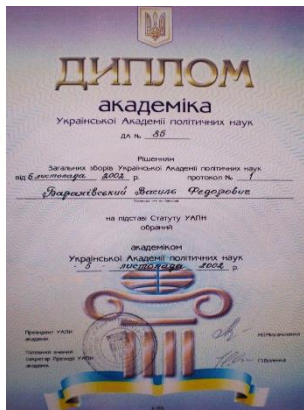 ДИПЛОМ
академіка
Української Академії політичних наук
ДА № 35
Рішенням
Загальних зборів Української Академії політичних наук
від 5 листопада 2002 р. протокол № 1
Барановський Василь Федорович
на підставі Статуту УАПН
обраний
академіком
Української Академії політичних наук
5 листопада 2002 р.
Президент УАПН
академік
Головний вчений
секретар Президії УАПН
академік